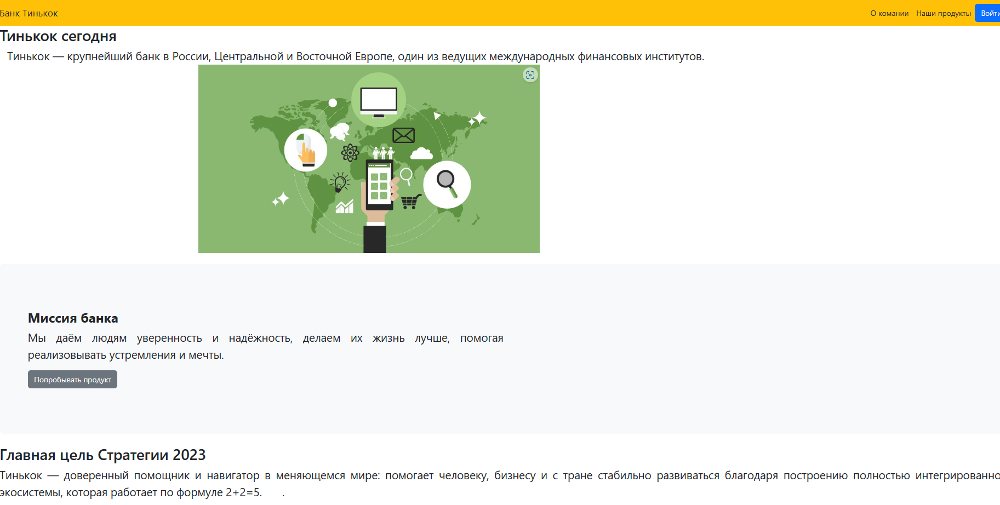 Банк Тинькок
О комании Наши продукты Войти
Тинькок сегодня
Тинькок — крупнейший банк в России, Центральной и Восточной Европе, один из ведущих международных финансовых институтов.
Миссия банка
Мы даём людям уверенность и надёжность, делаем их жизнь лучше, помогая
реализовывать устремления и мечты.
Попробывать продукт
Главная цель Стратегии 2023
Тинькок — доверенный помощник и навигатор в меняющемся мире: помогает человеку, бизнесу и с тране стабильно развиваться благодаря построению полностью интегрированно
экосистемы, которая работает по формуле 2+2=5. .